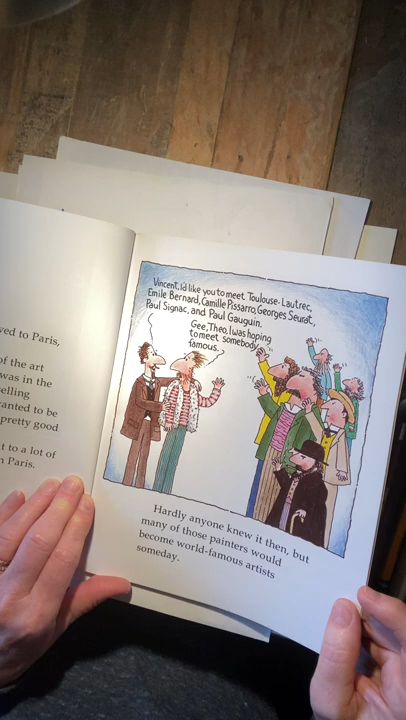 ved to Paris,
of the art
was in the
elling
anted to be
pretty good
t to a lot of
n Paris.
Vincent, I'd like you to meet Toulouse-Lautrec,
Emile Bernard, Camille Pissarro, Georges Seurat,
Paul Signac, and Paul Gauguin.
Gee, Theo, I was hoping
to meet somebody
famous.
Hardly anyone knew it then, but
many of those painters would
become world-famous artists
someday.